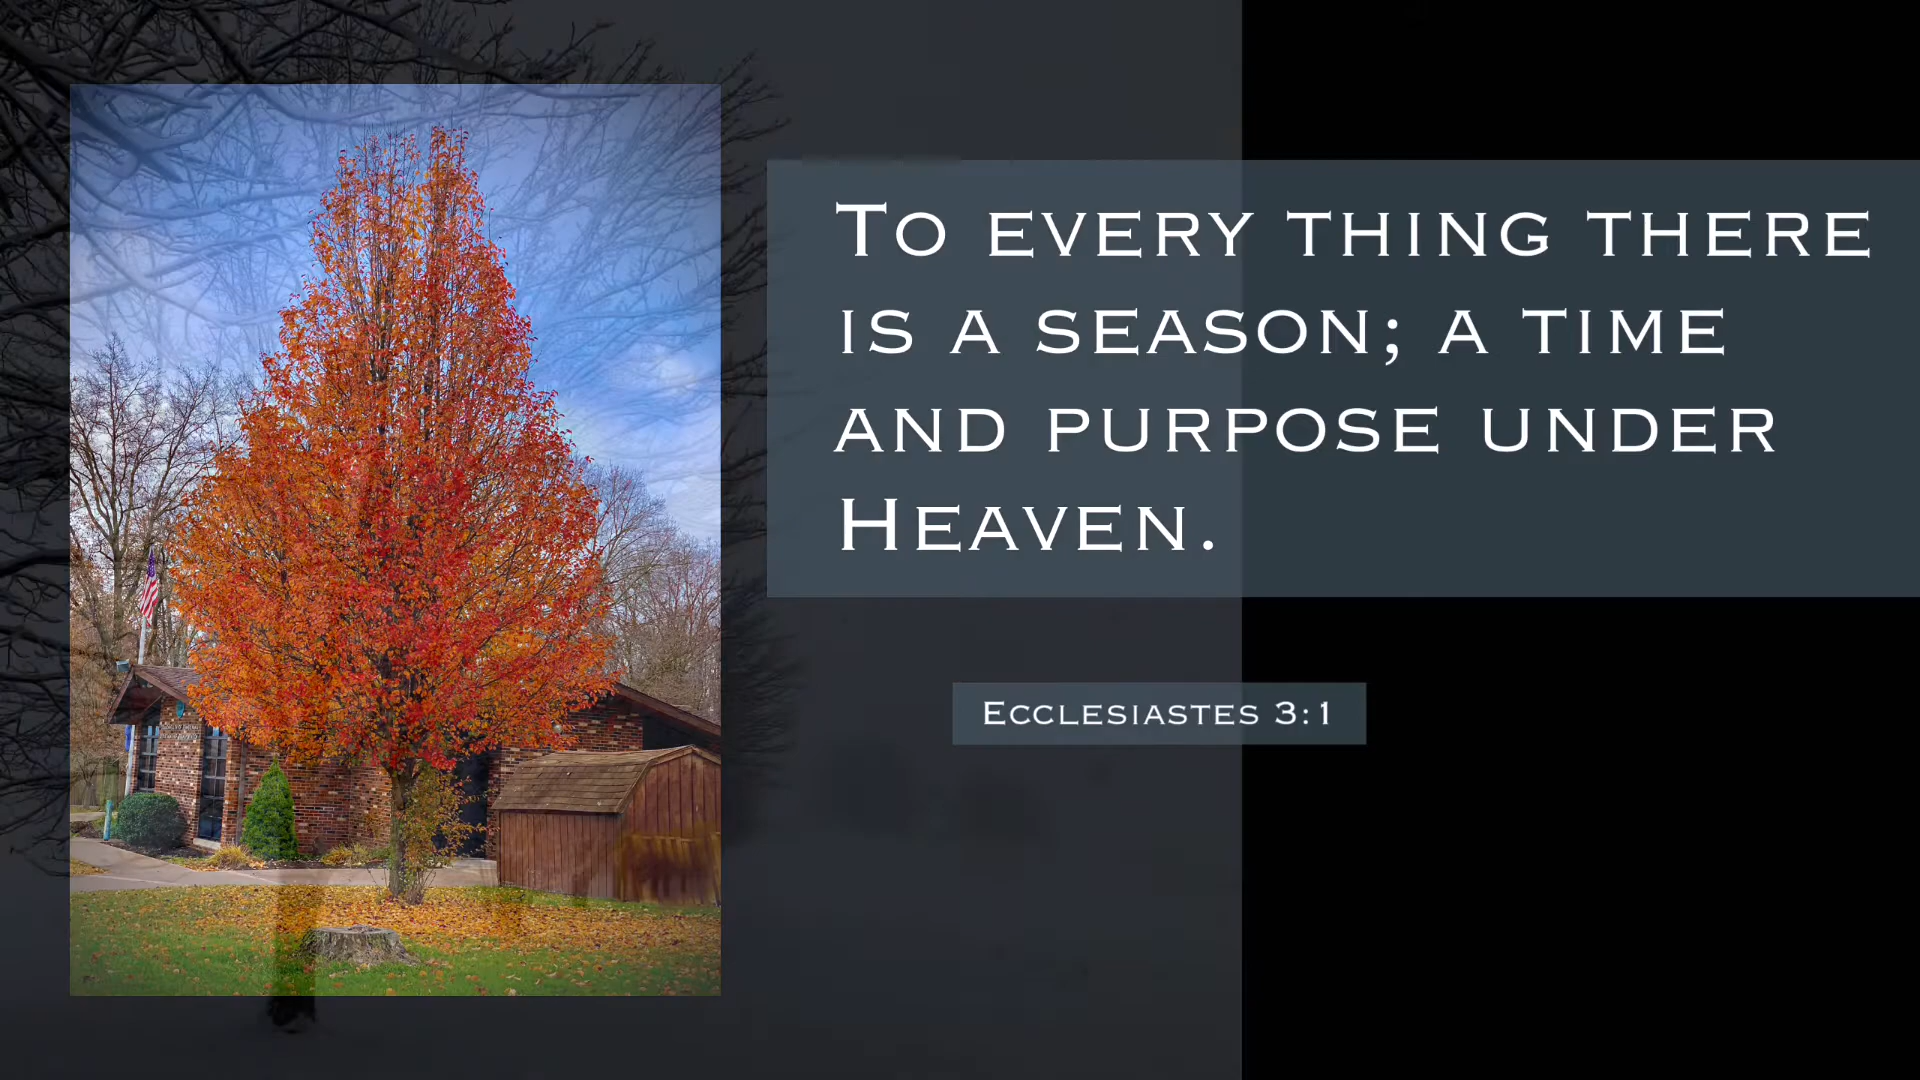 To every thing there
is a season; a time
and purpose under
Heaven.
Ecclesiastes 3:1